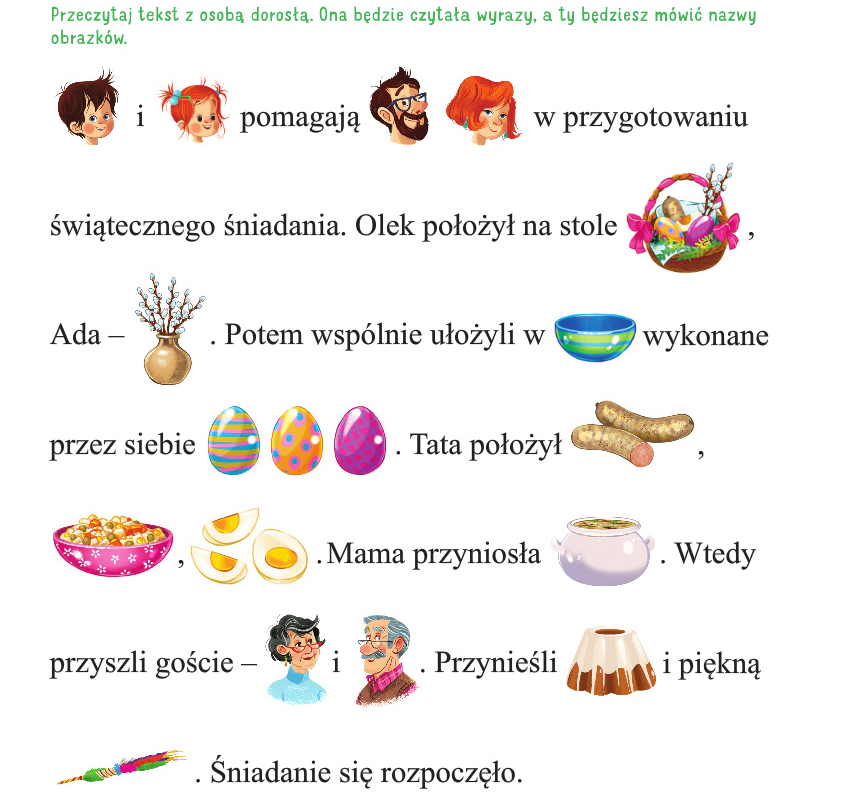 Przeczytaj tekst z osobą dorosłą. Ona będzie czytała wyrazy, a ty będziesz mówić nazwy
obrazków.
i pomagają w przygotowaniu
świątecznego śniadania. Olek położył na stole ,
Ada – . Potem wspólnie ułożyli w wykonane
przez siebie . Tata położył ,
, . Mama przyniosła . Wtedy
przyszli goście – i . Przynieśli i piękną
. Śniadanie się rozpoczęło.